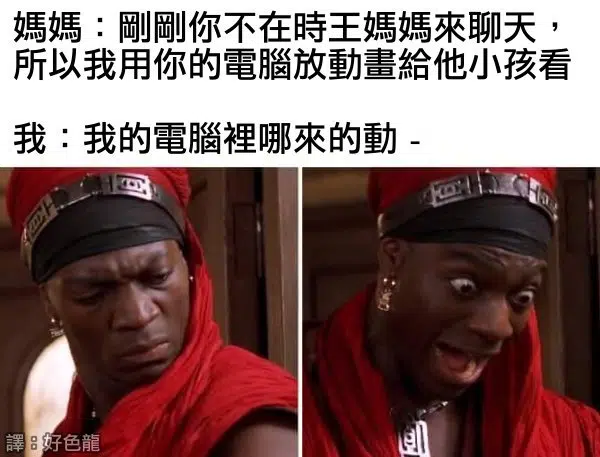 媽媽：剛剛你不在時王媽媽來聊天，
所以我用你的電腦放動畫給他小孩看
我：我的電腦裡哪來的動 -
譯：好色龍